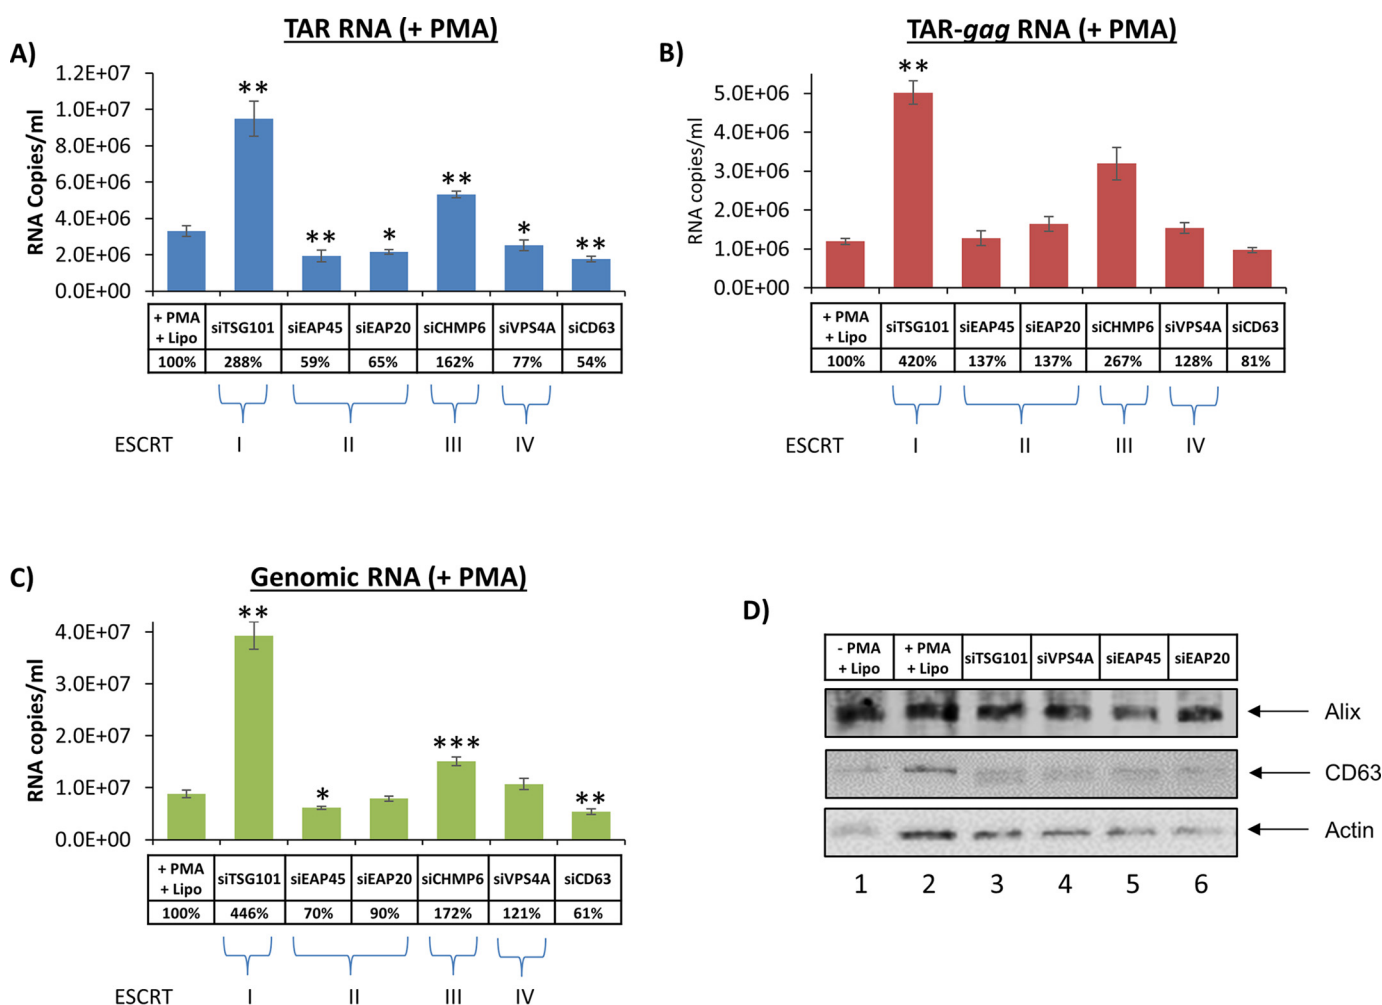 A)
TAR RNA (+ PMA)
RNA Copies/ml
1.2E+07
1.0E+07
8.0E+06
6.0E+06
4.0E+06
2.0E+06
0.0E+00
** ** * ** * **
+ PMA + Lipo siTSG101 siEAP45 siEAP20 siCHMP6 siVPS4A siCD63
100% 288% 59% 65% 162% 77% 54%
ESCRT I II III IV
B)
TAR-gag RNA (+ PMA)
RNA copies/ml
5.0E+06
4.0E+06
3.0E+06
2.0E+06
1.0E+06
0.0E+00
**
+ PMA + Lipo siTSG101 siEAP45 siEAP20 siCHMP6 siVPS4A siCD63
100% 420% 137% 137% 267% 128% 81%
ESCRT I II III IV
C)
Genomic RNA (+ PMA)
RNA copies/ml
4.0E+07
3.0E+07
2.0E+07
1.0E+07
0.0E+00
** * *** **
+ PMA + Lipo siTSG101 siEAP45 siEAP20 siCHMP6 siVPS4A siCD63
100% 446% 70% 90% 172% 121% 61%
ESCRT I II III IV
D)
- PMA + Lipo + PMA + Lipo siTSG101 siVPS4A siEAP45 siEAP20
Alix
CD63
Actin
1 2 3 4 5 6